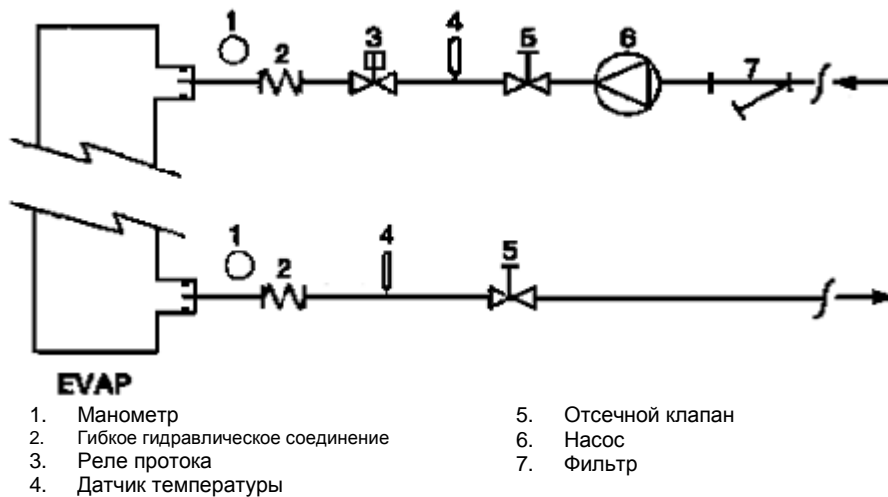 1 2 3 4 5 6 7
1 2 4 5
EVAP
1. Манометр
2. Гибкое гидравлическое соединение
3. Реле протока
4. Датчик температуры
5. Отсечной клапан
6. Насос
7. Фильтр